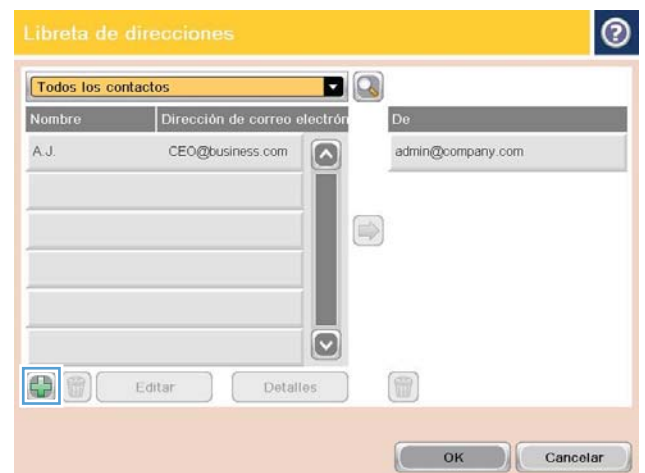 Libreta de direcciones
?
Todos los contactos
Nombre Dirección de correo electrón De
A.J. CEO@business.com admin@company.com
Editar Detalles
OK Cancelar